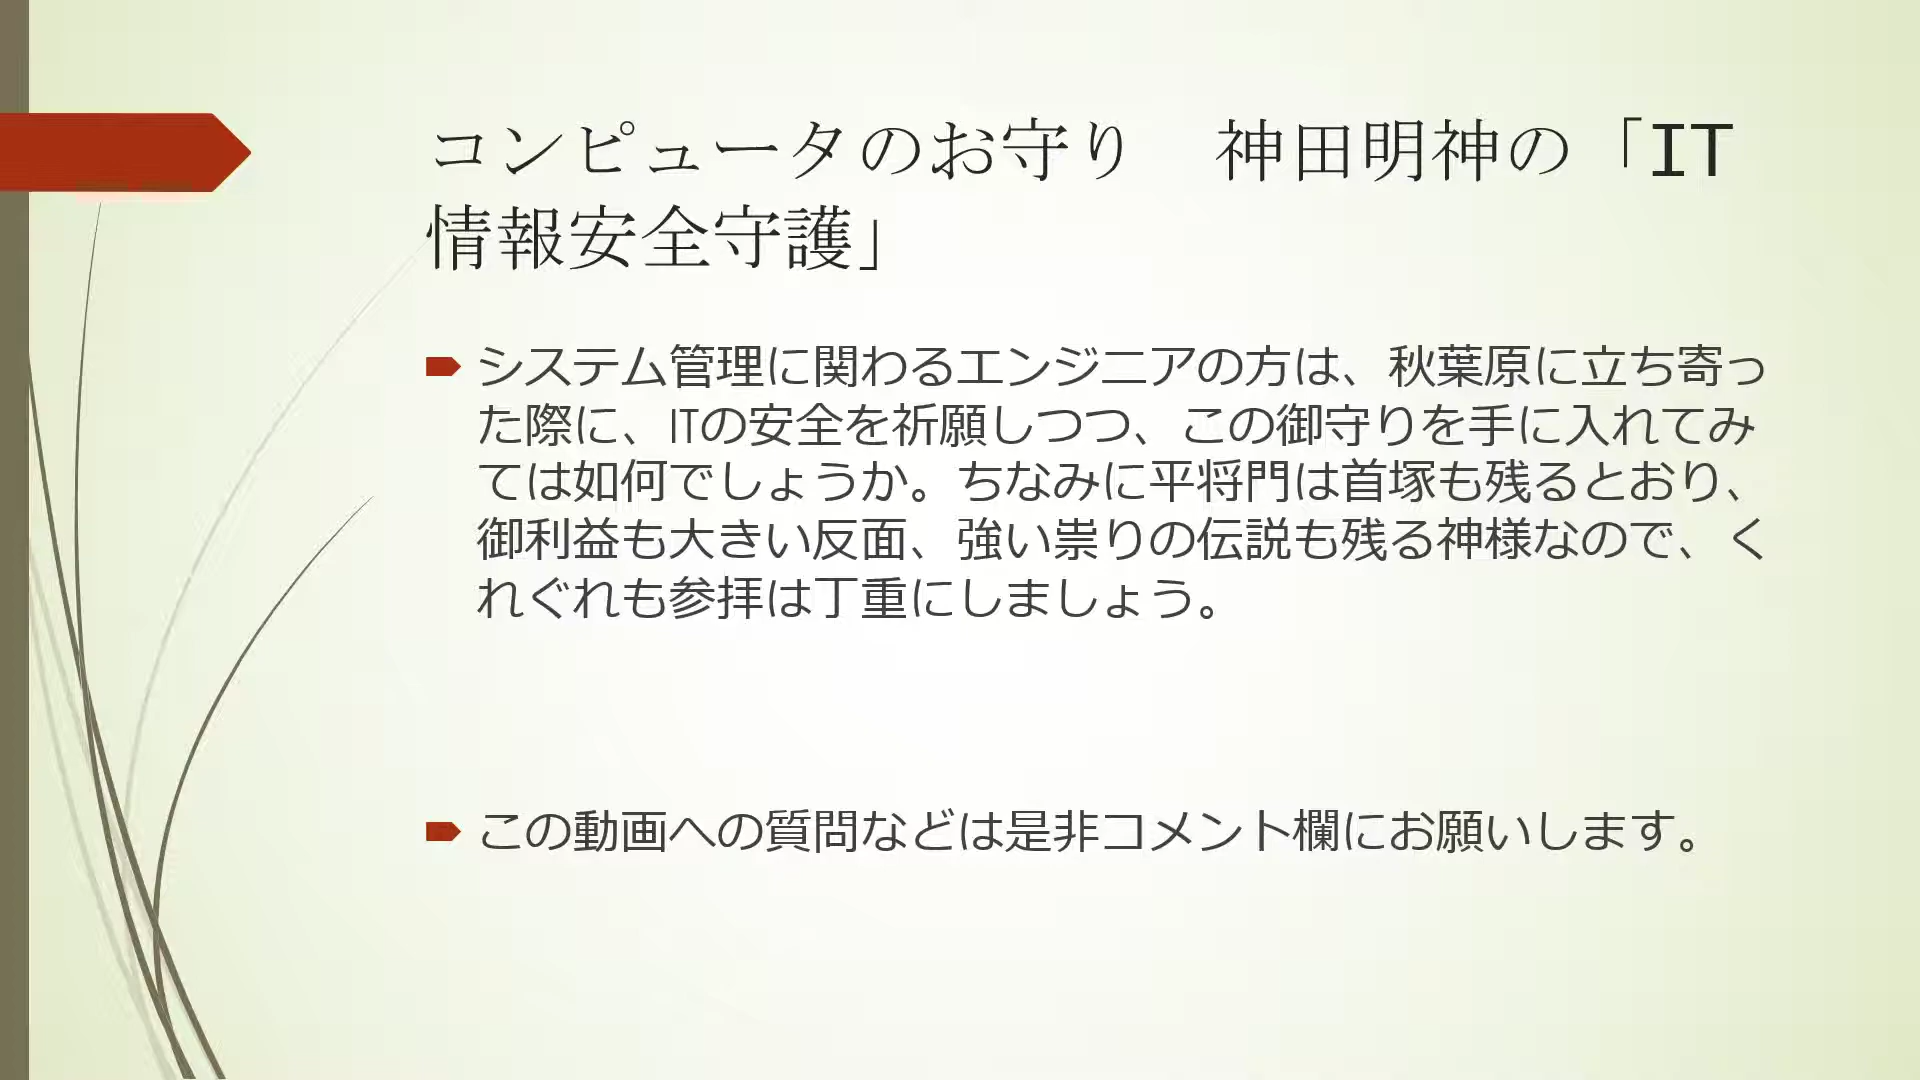 コンピュータのお守り　神田明神の「IT
情報安全守護」
システム管理に関わるエンジニアの方は、秋葉原に立ち寄っ
た際に、ITの安全を祈願しつつ、この御守りを手に入れてみ
ては如何でしょうか。ちなみに平将門は首塚も残るとおり、
御利益も大きい反面、強い祟りの伝説も残る神様なので、く
れぐれも参拝は丁重にしましょう。
この動画への質問などは是非コメント欄にお願いします。